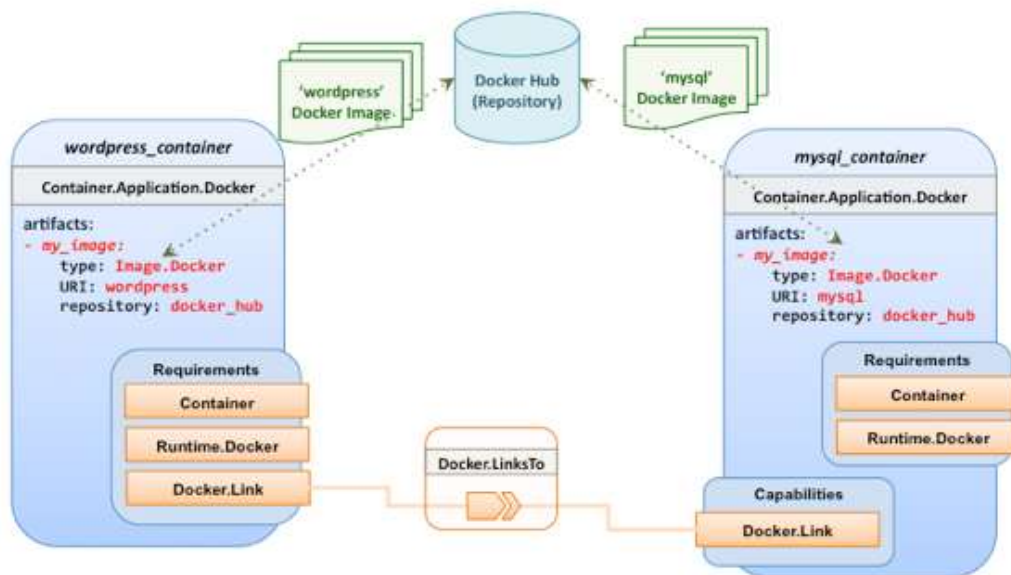 'wordpress'
Docker Image
Docker Hub
(Repository)
'mysql'
Docker Image
wordpress_container
Container.Application.Docker
artifacts:
- my_image:
type: Image.Docker
URI: wordpress
repository: docker_hub
Requirements
Container
Runtime.Docker
Docker.Link
Docker.LinksTo
mysql_container
Container.Application.Docker
artifacts:
- my_image:
type: Image.Docker
URI: mysql
repository: docker_hub
Requirements
Container
Runtime.Docker
Capabilities
Docker.Link